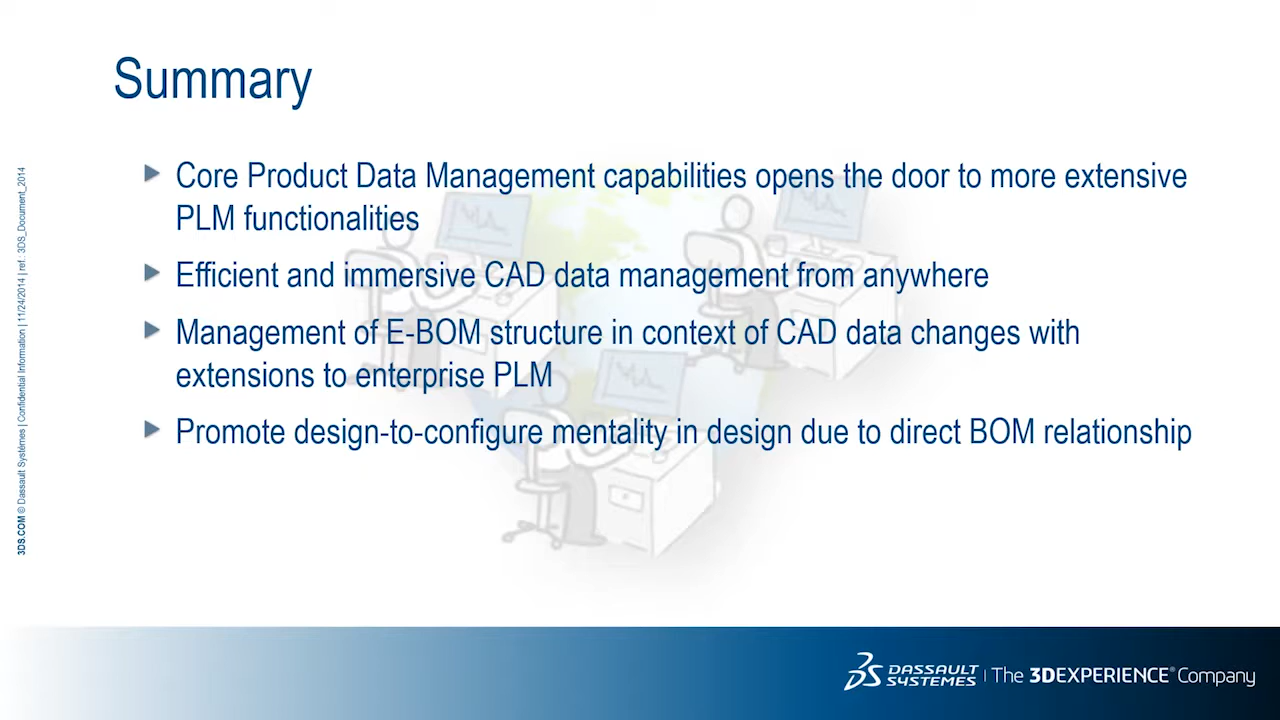 Summary
Core Product Data Management capabilities opens the door to more extensive
PLM functionalities
Efficient and immersive CAD data management from anywhere
Management of E-BOM structure in context of CAD data changes with
extensions to enterprise PLM
Promote design-to-configure mentality in design due to direct BOM relationship
3DS.COM © Dassault Systèmes | Confidential Information | 11/24/2014 | ref.: 3DS_Document_2014
DASSAULT
SYSTEMES | The 3DEXPERIENCE® Company